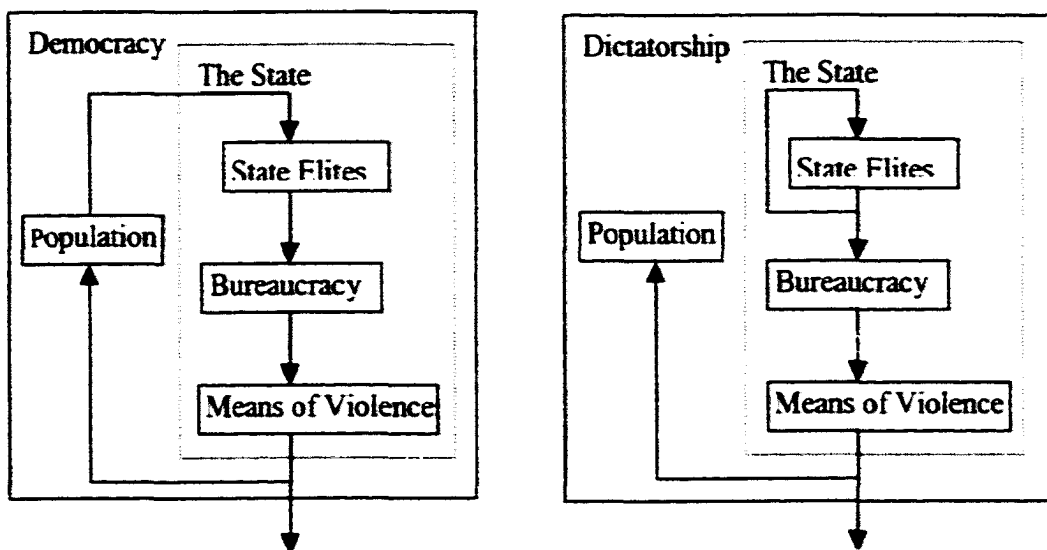 Democracy
The State
State Elites
Population
Bureaucracy
Means of Violence
Dictatorship
The State
State Elites
Population
Bureaucracy
Means of Violence